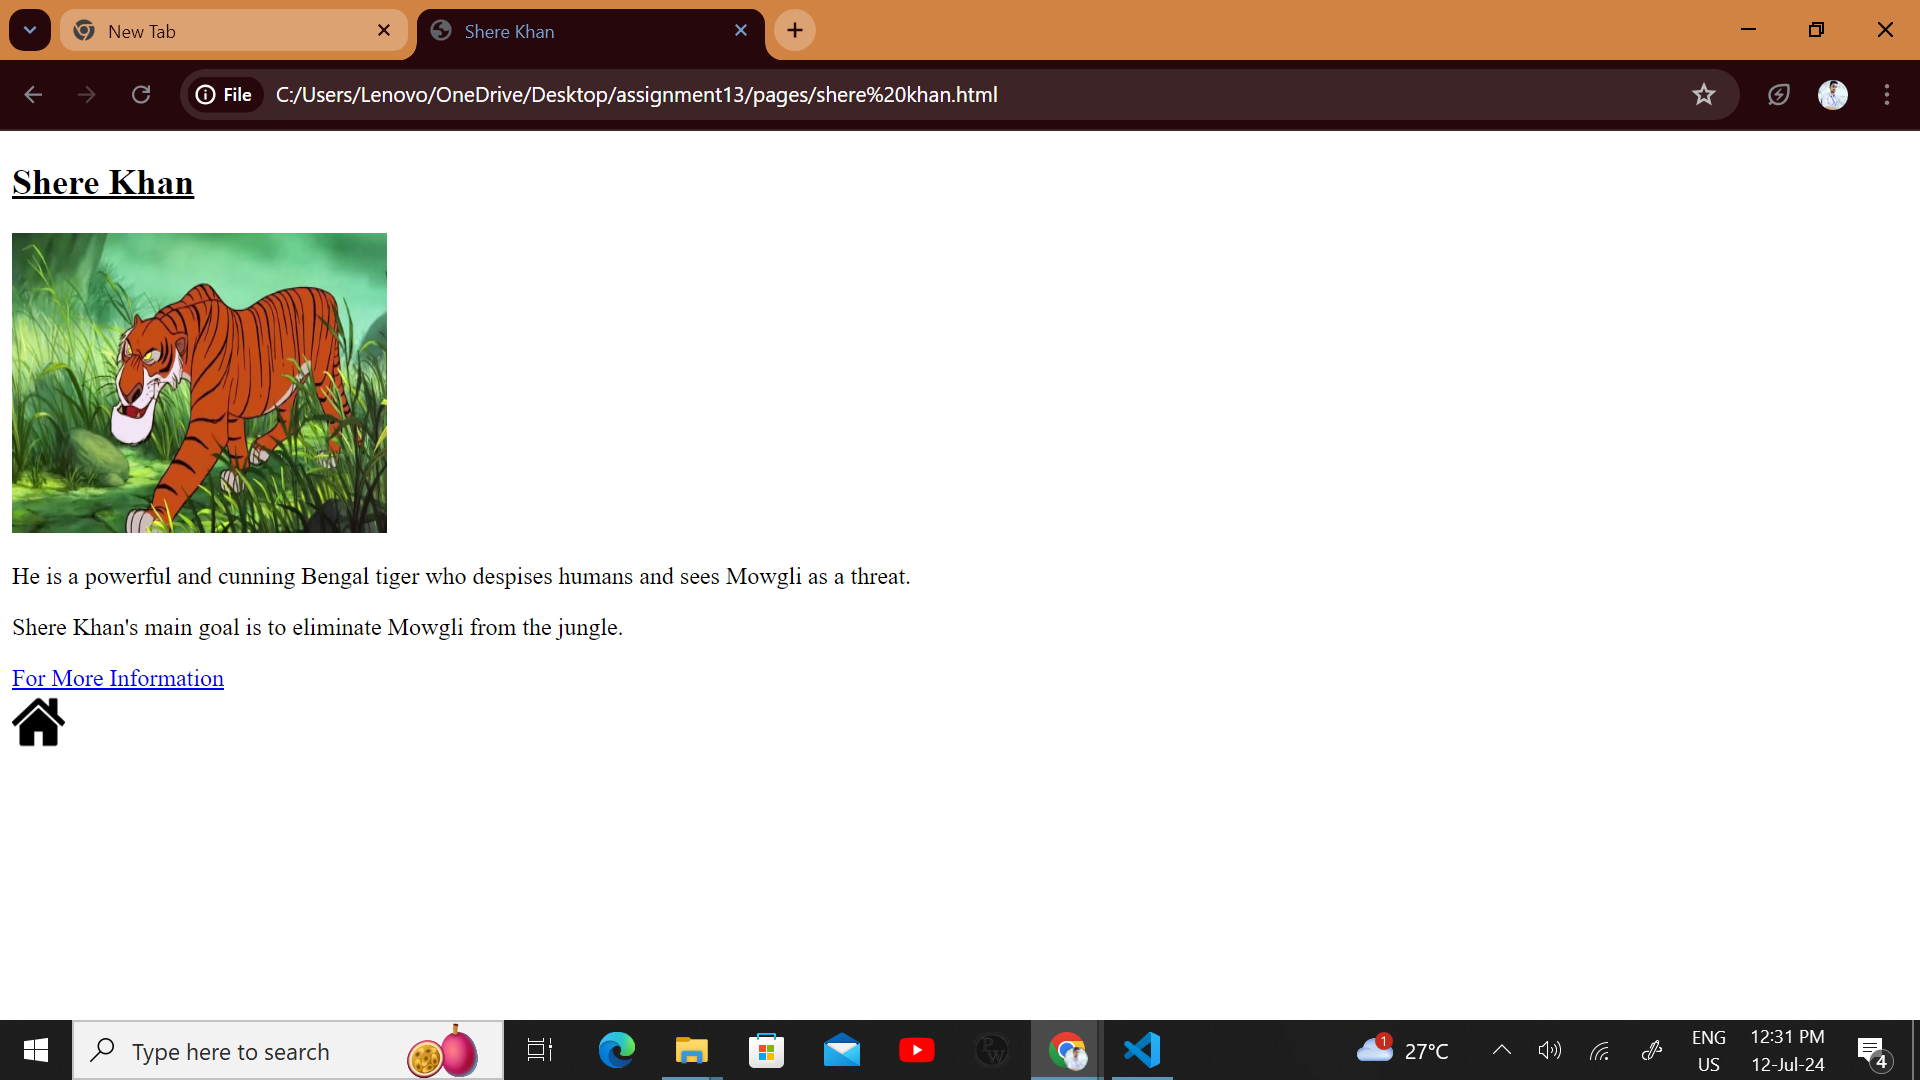 New Tab
Shere Khan
File
C:/Users/Lenovo/OneDrive/Desktop/assignment13/pages/shere%20khan.html
Shere Khan
He is a powerful and cunning Bengal tiger who despises humans and sees Mowgli as a threat.
Shere Khan's main goal is to eliminate Mowgli from the jungle.
For More Information
Type here to search
PW
1
27°C
ENG
US
12:31 PM
12-Jul-24
4